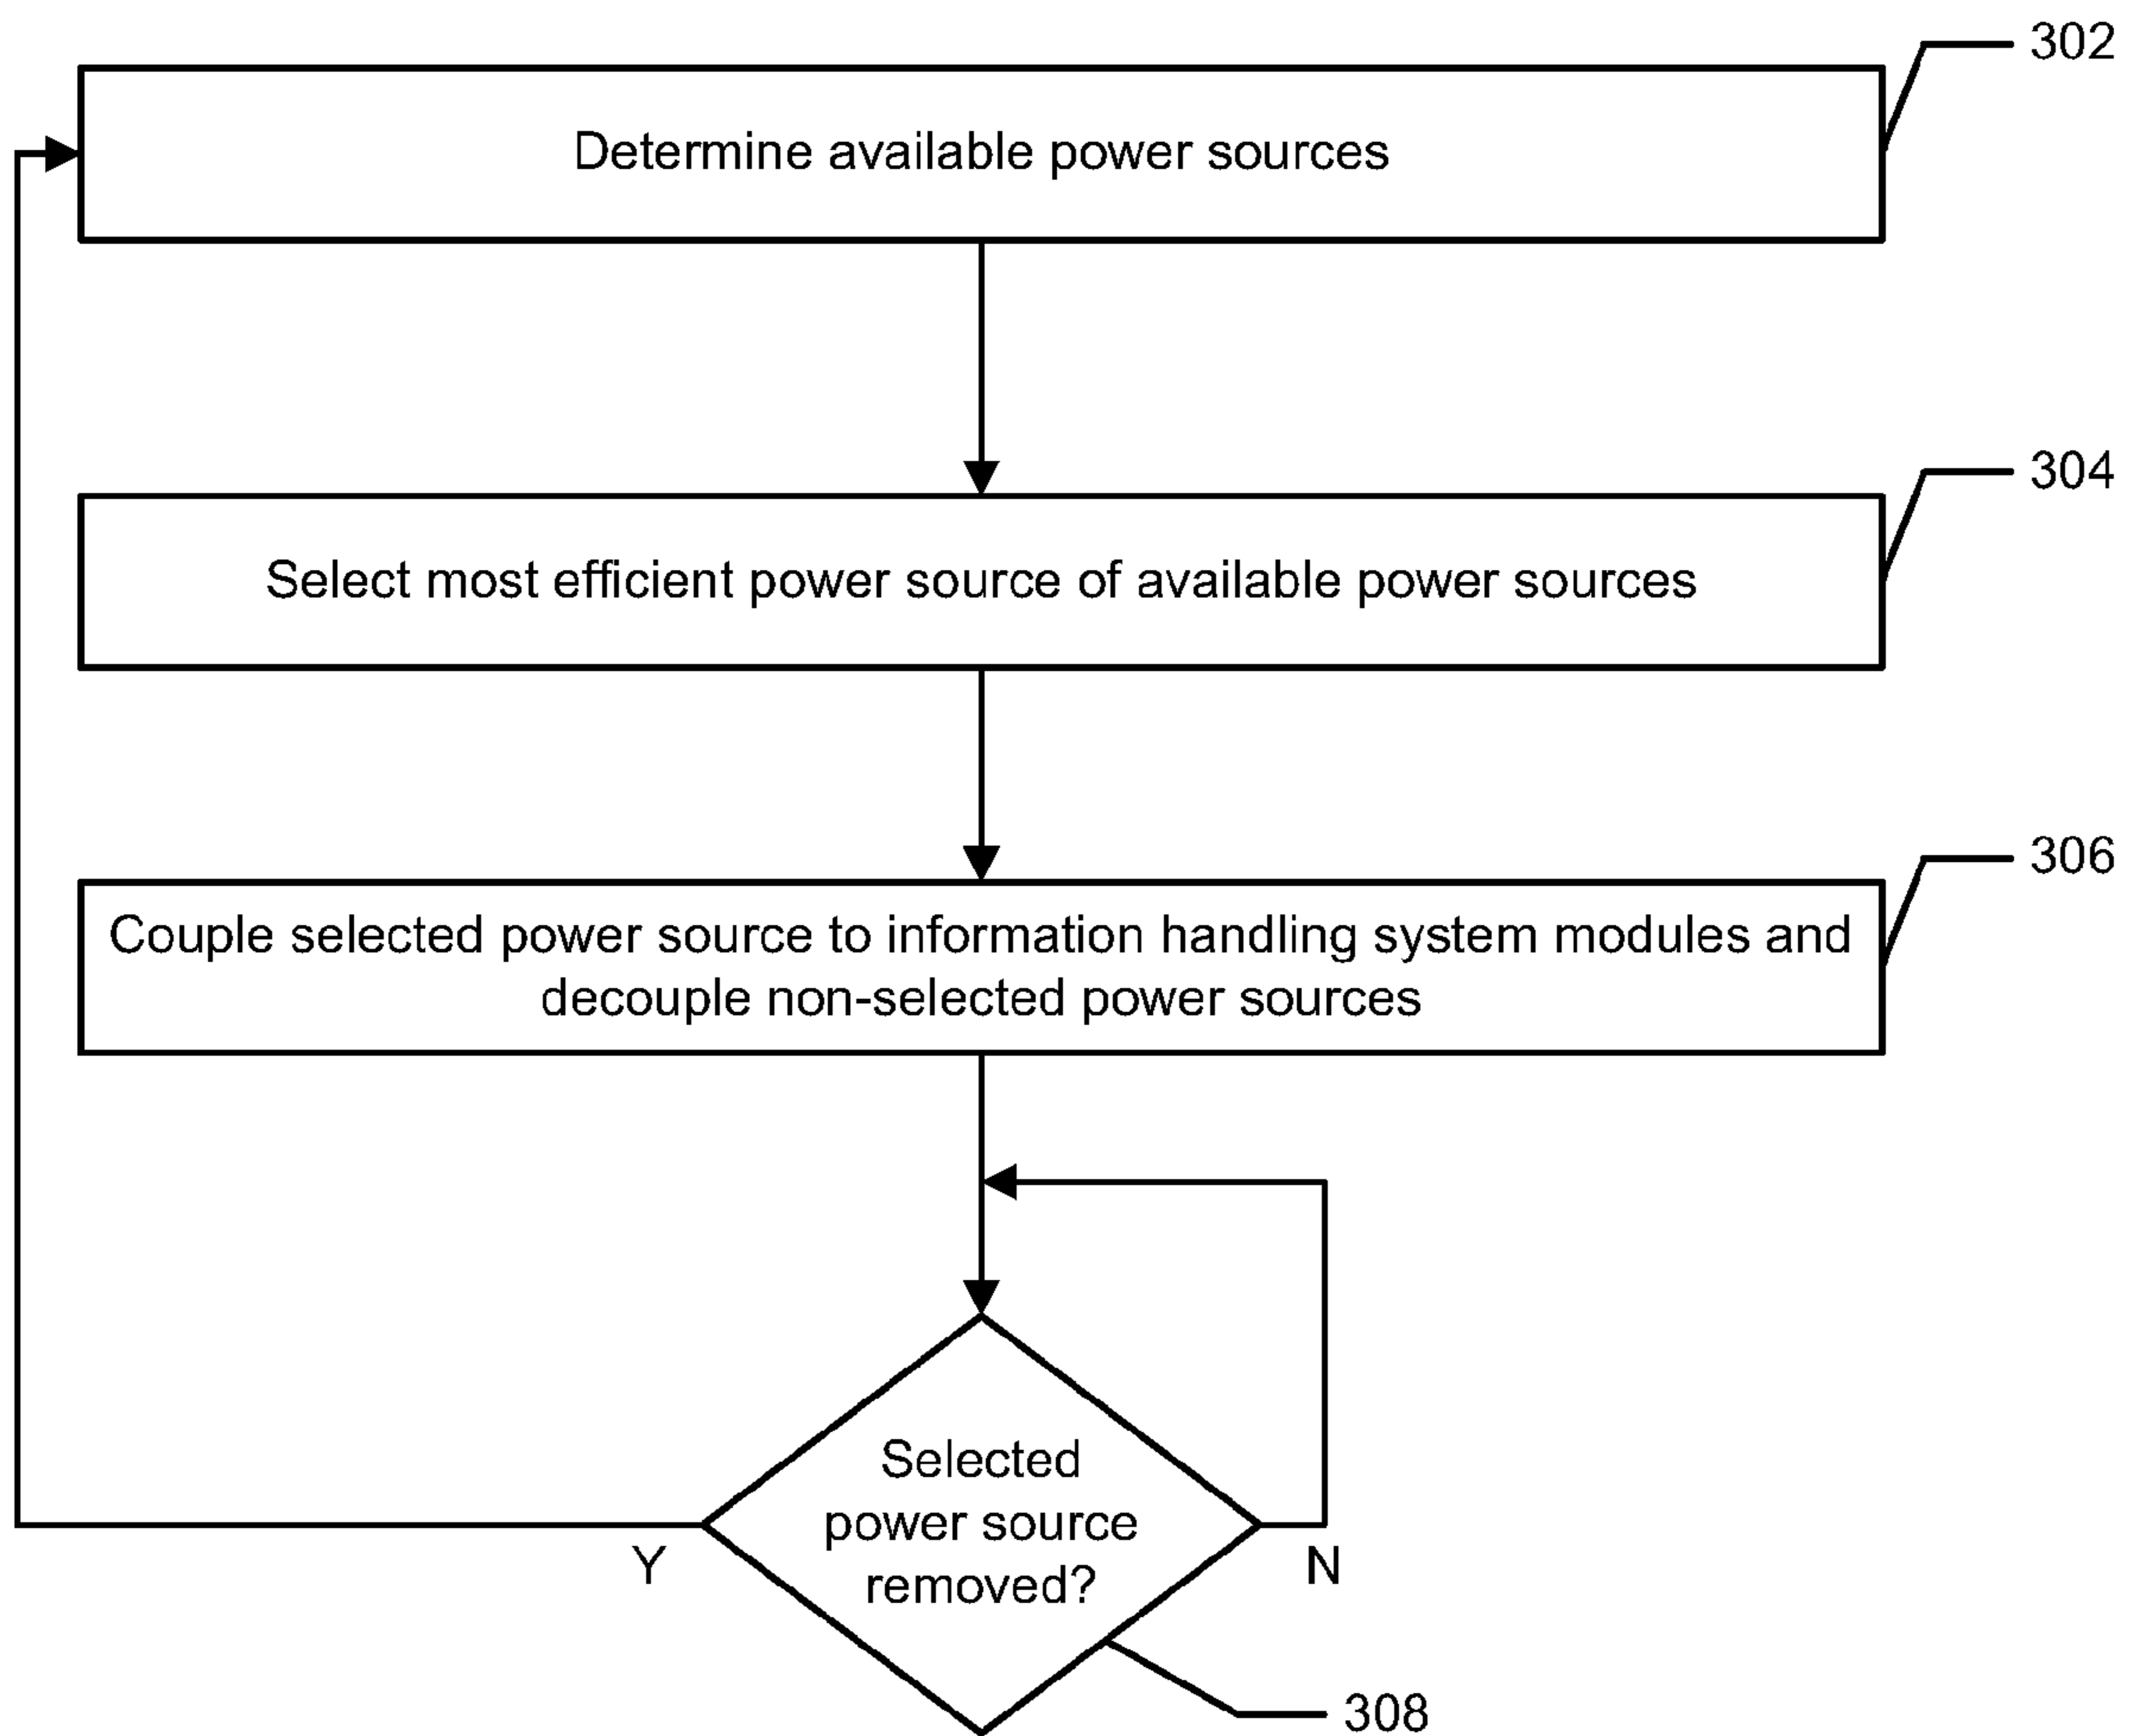 302
Determine available power sources
304
Select most efficient power source of available power sources
306
Couple selected power source to information handling system modules and
decouple non-selected power sources
Selected
power source
removed?
Y
N
308